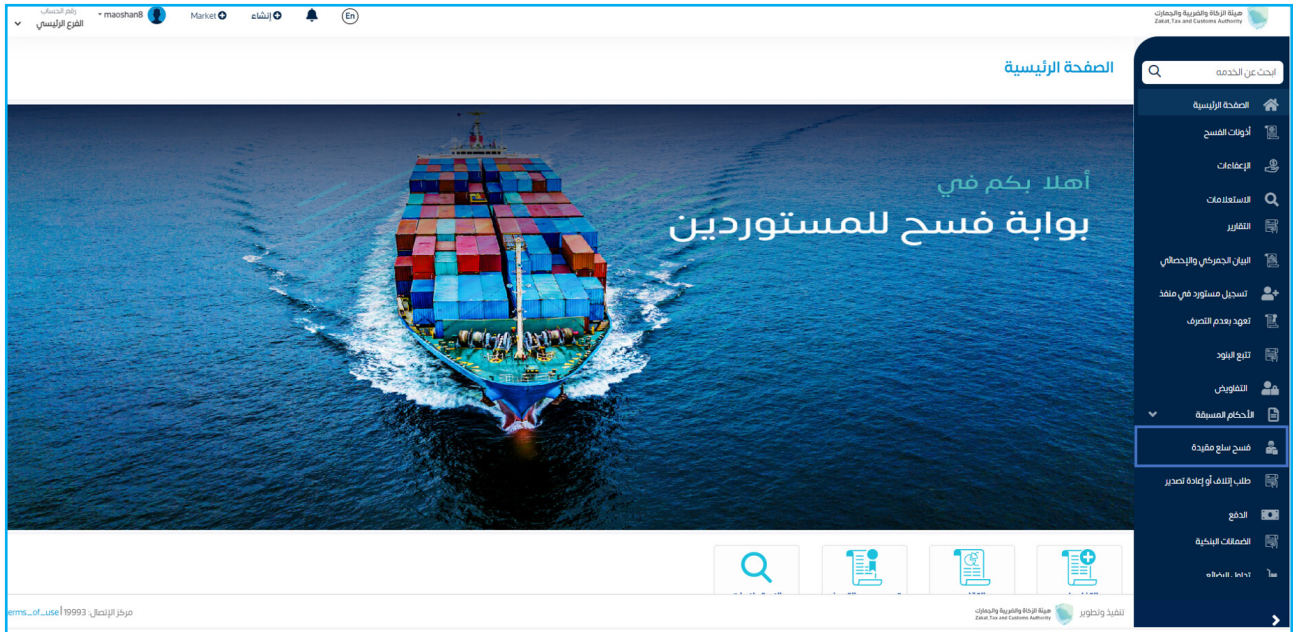 هيئة الزكاة والضريبة والجمارك
Zakat, Tax and Customs Authority
En
إنشاء
Market
maoshan8
رقم الحساب
الفرع الرئيسي
ابحث عن الخدمه
الصفحة الرئيسية
أذونات الفسح
الإعفاءات
الاستعلامات
التقارير
البيان الجمركي والإحصائي
تسجيل مستورد في منفذ
تعهد بعدم التصرف
تتبع البنود
التفاويض
الأحكام المسبقة
فسح سلع مقيدة
طلب إتلاف أو إعادة تصدير
الدفع
الضمانات البنكية
الصفحة الرئيسية
أهلا بكم في
بوابة فسح للمستوردين
تنفيذ وتطوير
هيئة الزكاة والضريبة والجمارك
Zakat, Tax and Customs Authority
مركز الإتصال: 19993 | erms_of_use